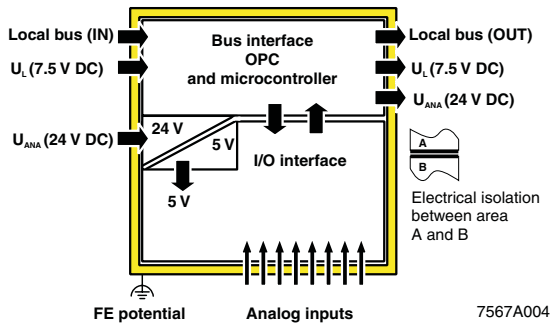 Local bus (IN)
UL (7.5 V DC)
UANA (24 V DC)
Bus interface
OPC
and microcontroller
24 V
5 V
5 V
I/O interface
Local bus (OUT)
UL (7.5 V DC)
UANA (24 V DC)
A
B
Electrical isolation
between area
A and B
FE potential
Analog inputs
7567A004